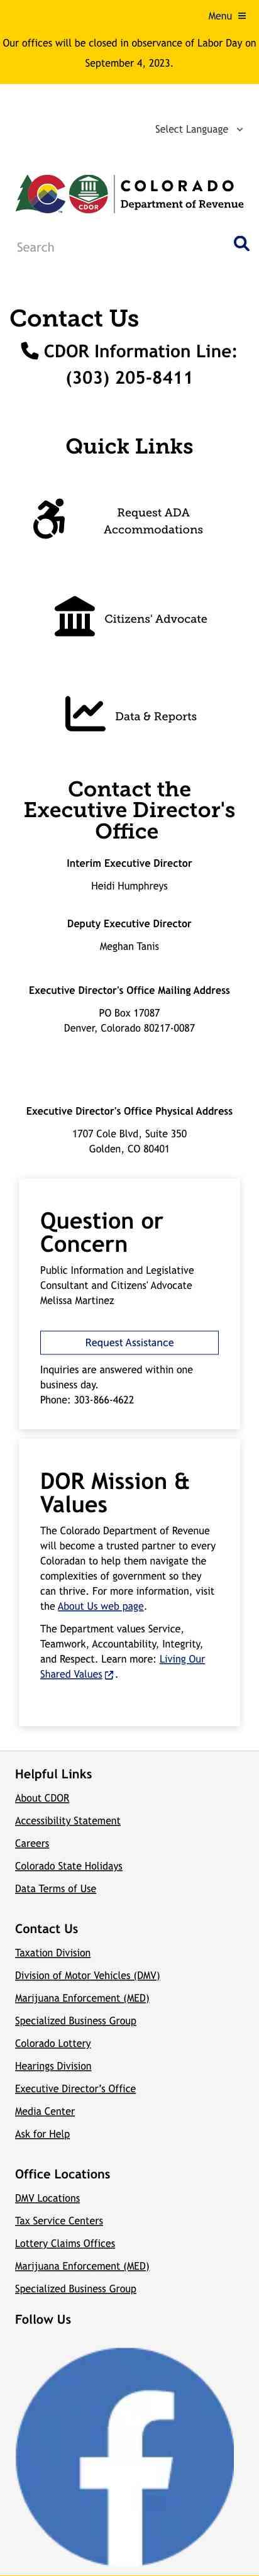 Menu
Our offices will be closed in observance of Labor Day on
September 4, 2023.
Select Language
CDOR
COLORADO
Department of Revenue
Search
Contact Us
CDOR Information Line:
(303) 205-8411
Quick Links
Request ADA
Accommodations
Citizens' Advocate
Data & Reports
Contact the
Executive Director's
Office
Interim Executive Director
Heidi Humphreys
Deputy Executive Director
Meghan Tanis
Executive Director's Office Mailing Address
PO Box 17087
Denver, Colorado 80217-0087
Executive Director's Office Physical Address
1707 Cole Blvd, Suite 350
Golden, CO 80401
Question or
Concern
Public Information and Legislative
Consultant and Citizens' Advocate
Melissa Martinez
Request Assistance
Inquiries are answered within one
business day.
Phone: 303-866-4622
DOR Mission &
Values
The Colorado Department of Revenue
will become a trusted partner to every
Coloradan to help them navigate the
complexities of government so they
can thrive. For more information, visit
the About Us web page.
The Department values Service,
Teamwork, Accountability, Integrity,
and Respect. Learn more: Living Our
Shared Values.
Helpful Links
About CDOR
Accessibility Statement
Careers
Colorado State Holidays
Data Terms of Use
Contact Us
Taxation Division
Division of Motor Vehicles (DMV)
Marijuana Enforcement (MED)
Specialized Business Group
Colorado Lottery
Hearings Division
Executive Director's Office
Media Center
Ask for Help
Office Locations
DMV Locations
Tax Service Centers
Lottery Claims Offices
Marijuana Enforcement (MED)
Specialized Business Group
Follow Us